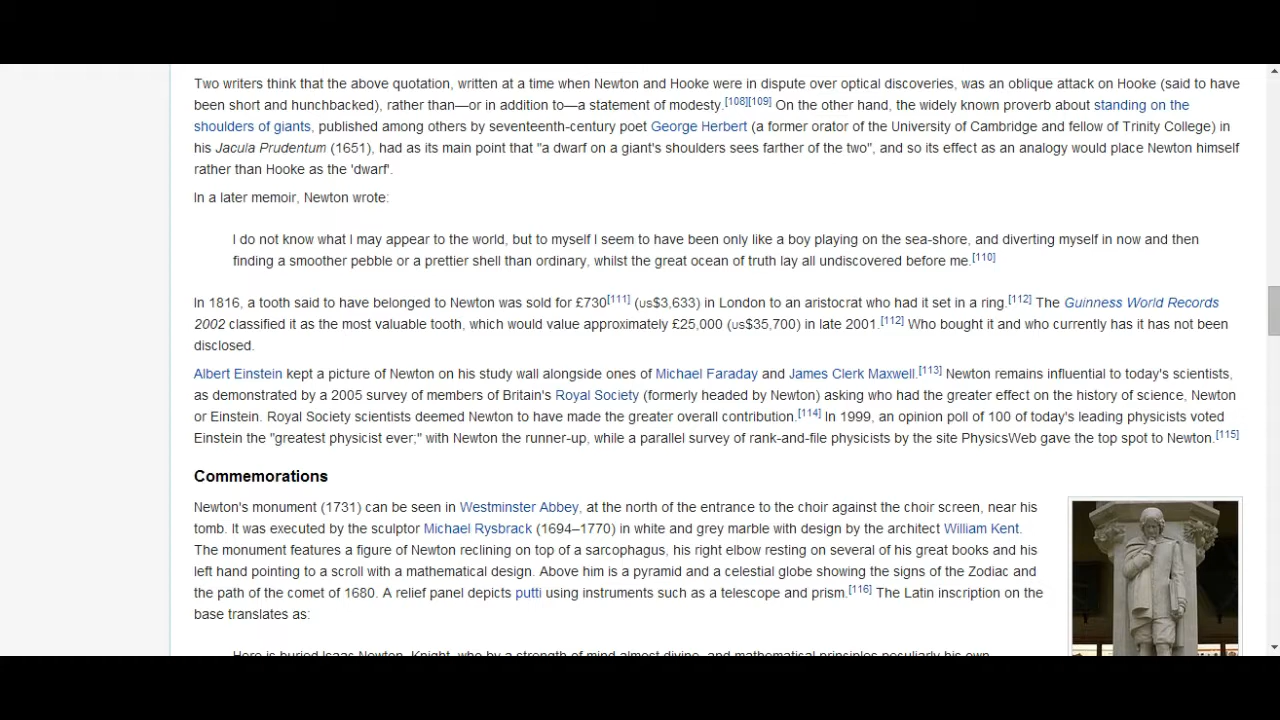 Two writers think that the above quotation, written at a time when Newton and Hooke were in dispute over optical discoveries, was an oblique attack on Hooke (said to have
been short and hunchbacked), rather than—or in addition to—a statement of modesty.[108][109] On the other hand, the widely known proverb about standing on the
shoulders of giants, published among others by seventeenth-century poet George Herbert (a former orator of the University of Cambridge and fellow of Trinity College) in
his Jacula Prudentum (1651), had as its main point that "a dwarf on a giant's shoulders sees farther of the two", and so its effect as an analogy would place Newton himself
rather than Hooke as the 'dwarf'.
In a later memoir, Newton wrote:
I do not know what I may appear to the world, but to myself I seem to have been only like a boy playing on the sea-shore, and diverting myself in now and then
finding a smoother pebble or a prettier shell than ordinary, whilst the great ocean of truth lay all undiscovered before me.[110]
In 1816, a tooth said to have belonged to Newton was sold for £730[111] (US$3,633) in London to an aristocrat who had it set in a ring.[112] The Guinness World Records
2002 classified it as the most valuable tooth, which would value approximately £25,000 (US$35,700) in late 2001.[112] Who bought it and who currently has it has not been
disclosed.
Albert Einstein kept a picture of Newton on his study wall alongside ones of Michael Faraday and James Clerk Maxwell.[113] Newton remains influential to today's scientists,
as demonstrated by a 2005 survey of members of Britain's Royal Society (formerly headed by Newton) asking who had the greater effect on the history of science, Newton
or Einstein. Royal Society scientists deemed Newton to have made the greater overall contribution.[114] In 1999, an opinion poll of 100 of today's leading physicists voted
Einstein the "greatest physicist ever;" with Newton the runner-up, while a parallel survey of rank-and-file physicists by the site PhysicsWeb gave the top spot to Newton.[115]
Commemorations
Newton's monument (1731) can be seen in Westminster Abbey, at the north of the entrance to the choir against the choir screen, near his
tomb. It was executed by the sculptor Michael Rysbrack (1694–1770) in white and grey marble with design by the architect William Kent.
The monument features a figure of Newton reclining on top of a sarcophagus, his right elbow resting on several of his great books and his
left hand pointing to a scroll with a mathematical design. Above him is a pyramid and a celestial globe showing the signs of the Zodiac and
the path of the comet of 1680. A relief panel depicts putti using instruments such as a telescope and prism.[116] The Latin inscription on the
base translates as:
Here is buried Isaac Newton, Knight, who by a strength of mind almost divine, and mathematical principles peculiarly his own,